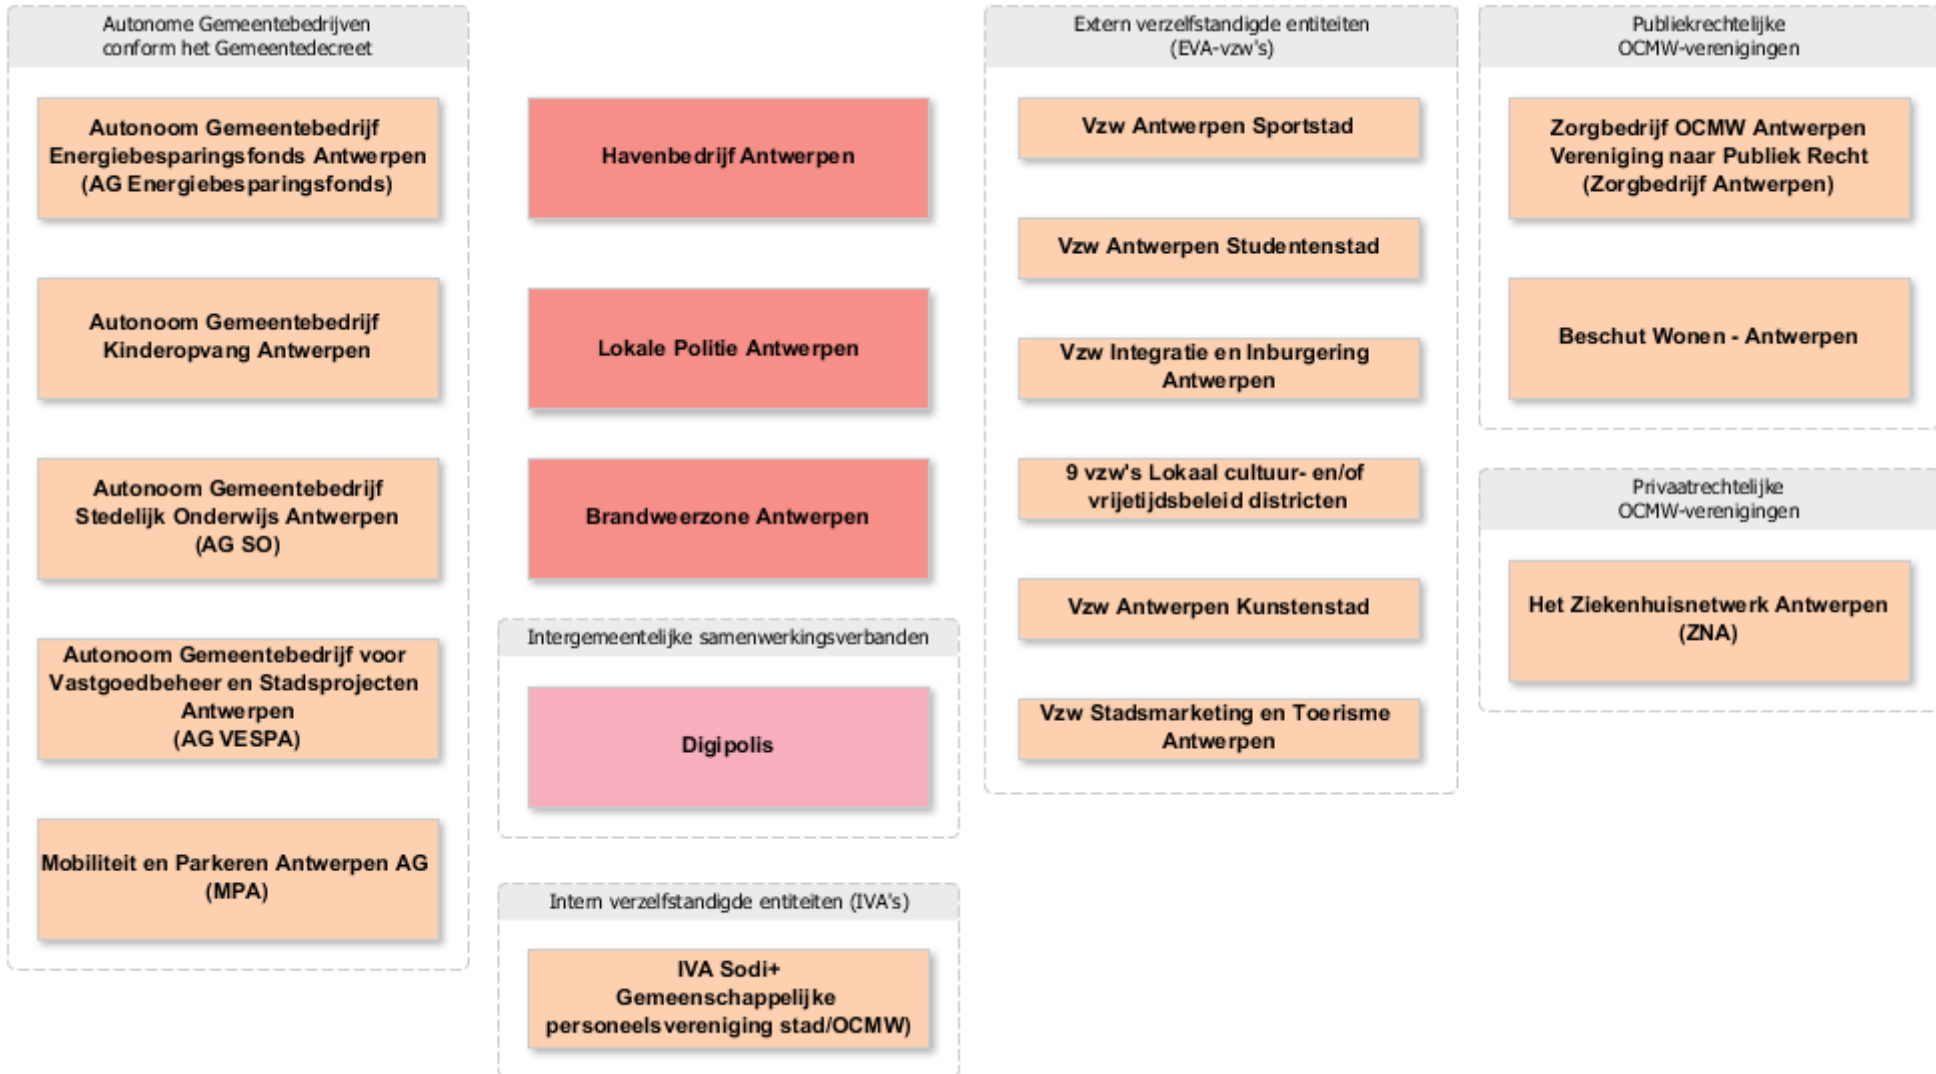 Autonome Gemeentebedrijven
conform het Gemeentedecreet
Autonoom Gemeentebedrijf
Energiebesparingsfonds Antwerpen
(AG Energiebesparingsfonds)
Autonoom Gemeentebedrijf
Kinderopvang Antwerpen
Autonoom Gemeentebedrijf
Stedelijk Onderwijs Antwerpen
(AG SO)
Autonoom Gemeentebedrijf voor
Vastgoedbeheer en Stadsprojecten
Antwerpen
(AG VESPA)
Mobiliteit en Parkeren Antwerpen AG
(MPA)
Havenbedrijf Antwerpen
Lokale Politie Antwerpen
Brandweerzone Antwerpen
Intergemeentelijke samenwerkingsverbanden
Digipolis
Intern verzelfstandigde entiteiten (IVA's)
IVA Sodi+
Gemeenschappelijke
personeelsvereniging stad/OCMW)
Extern verzelfstandigde entiteiten
(EVA-vzw's)
Vzw Antwerpen Sportstad
Vzw Antwerpen Studentenstad
Vzw Integratie en Inburgering
Antwerpen
9 vzw's Lokaal cultuur- en/of
vrijetijdsbeleid districten
Vzw Antwerpen Kunstenstad
Vzw Stadsmarketing en Toerisme
Antwerpen
Publiekrechtelijke
OCMW-verenigingen
Zorgbedrijf OCMW Antwerpen
Vereniging naar Publiek Recht
(Zorgbedrijf Antwerpen)
Beschut Wonen - Antwerpen
Privaatrechtelijke
OCMW-verenigingen
Het Ziekenhuisnetwerk Antwerpen
(ZNA)